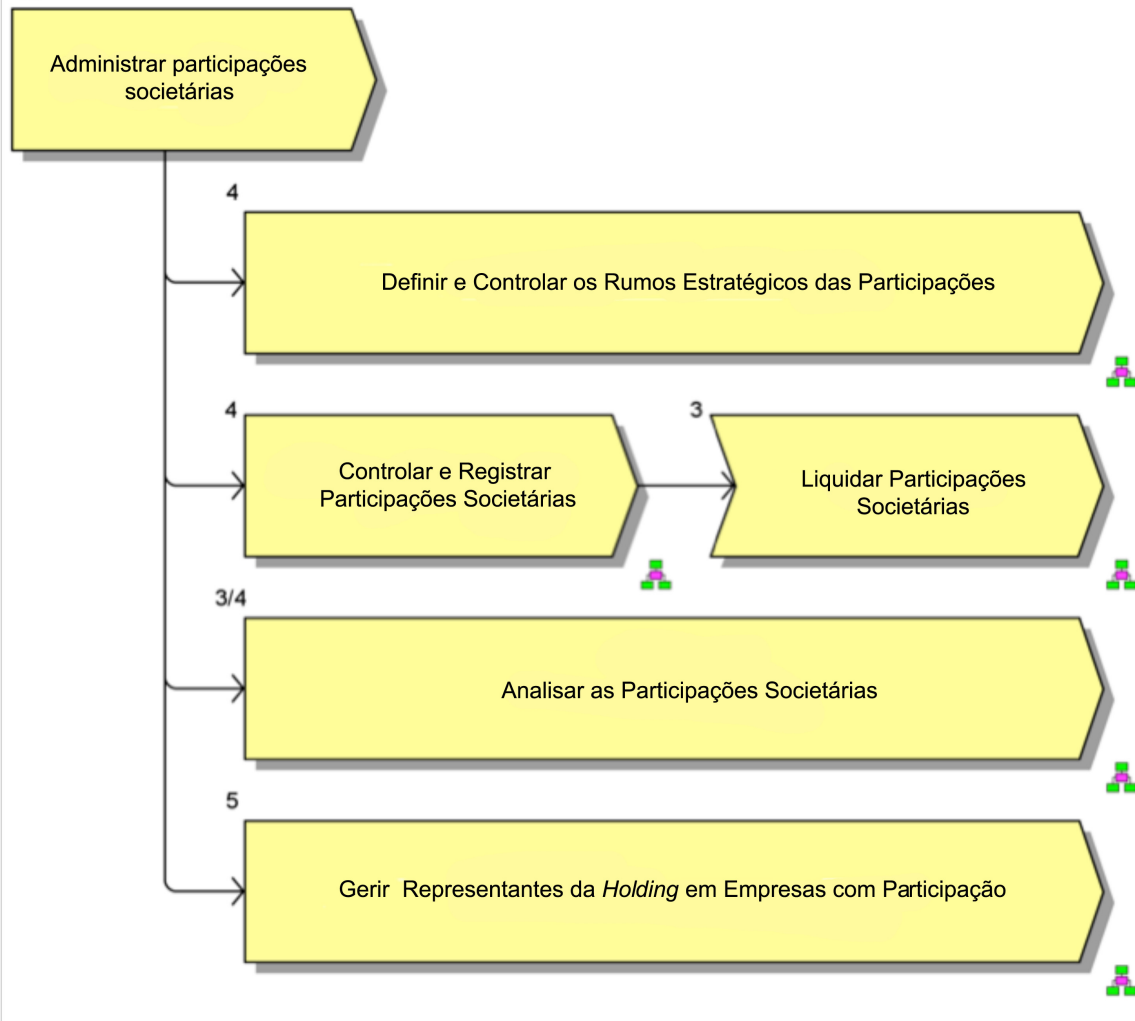 Administrar participações
societárias
4
Definir e Controlar os Rumos Estratégicos das Participações
4
Controlar e Registrar
Participações Societárias
3
Liquidar Participações
Societárias
3/4
Analisar as Participações Societárias
5
Gerir Representantes da Holding em Empresas com Participação